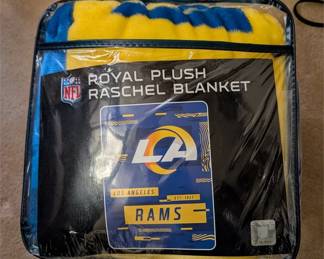 NFL
ROYAL PLUSH
RASCHEL BLANKET
LA
LOS ANGELES
RAMS